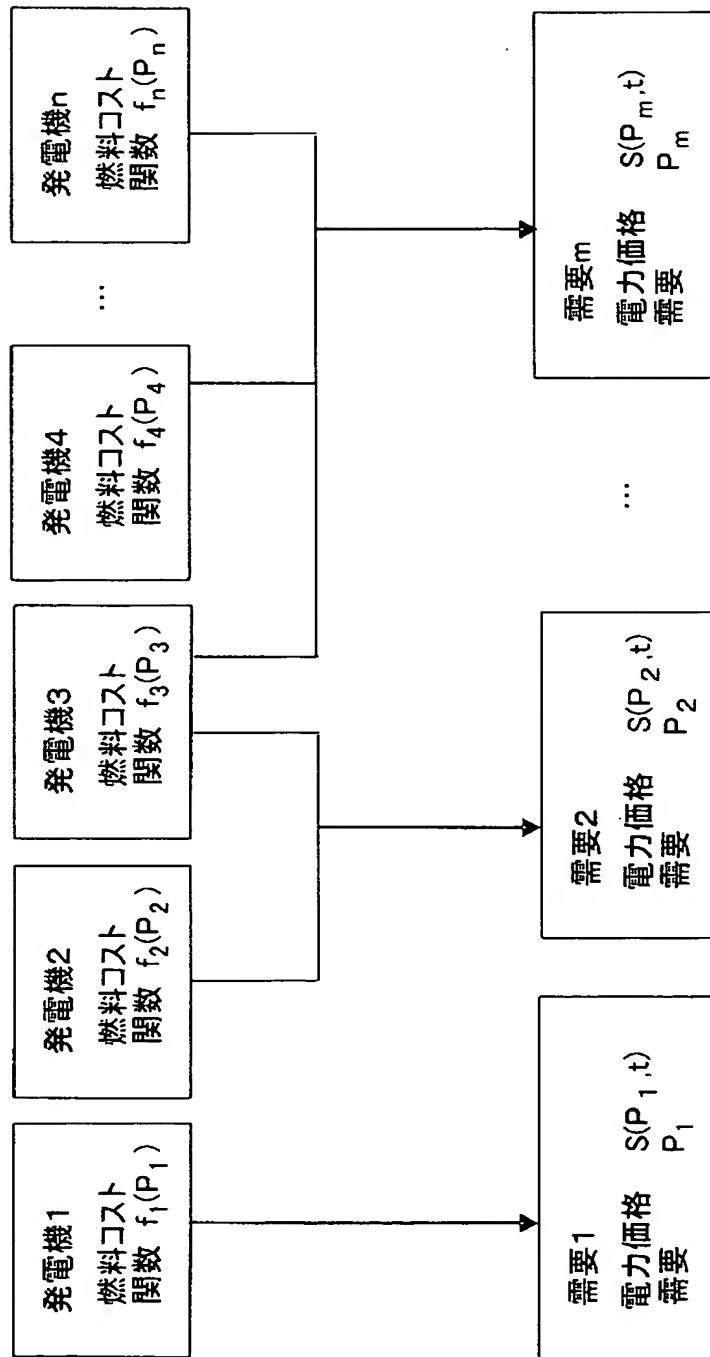 発電機1
燃料コスト
関数 f₁(P₁)
発電機2
燃料コスト
関数 f₂(P₂)
発電機3
燃料コスト
関数 f₃(P₃)
発電機4
燃料コスト
関数 f₄(P₄)
…
発電機n
燃料コスト
関数 fₙ(Pₙ)
需要1
電力価格 S(P₁,t)
需要 P₁
需要2
電力価格 S(P₂,t)
需要 P₂
…
需要m
電力価格 S(Pₘ,t)
需要 Pₘ